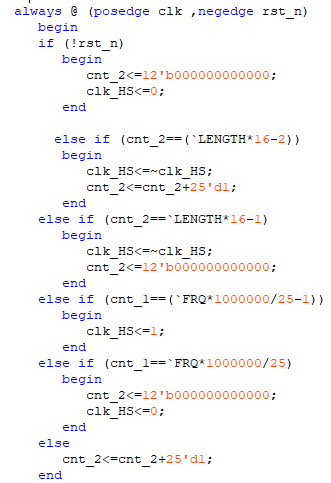 always @ (posedge clk ,negedge rst_n)
begin
if (!rst_n)
begin
cnt_2<=12'b000000000000;
clk_HS<=0;
end
else if (cnt_2==(`LENGTH*16-2))
begin
clk_HS<=~clk_HS;
cnt_2<=cnt_2+25'd1;
end
else if (cnt_2==`LENGTH*16-1)
begin
clk_HS<=~clk_HS;
cnt_2<=12'b000000000000;
end
else if (cnt_1==(`FRQ*1000000/25-1))
begin
clk_HS<=1;
end
else if (cnt_1==`FRQ*1000000/25)
begin
cnt_2<=12'b000000000000;
clk_HS<=0;
end
else
cnt_2<=cnt_2+25'd1;
end